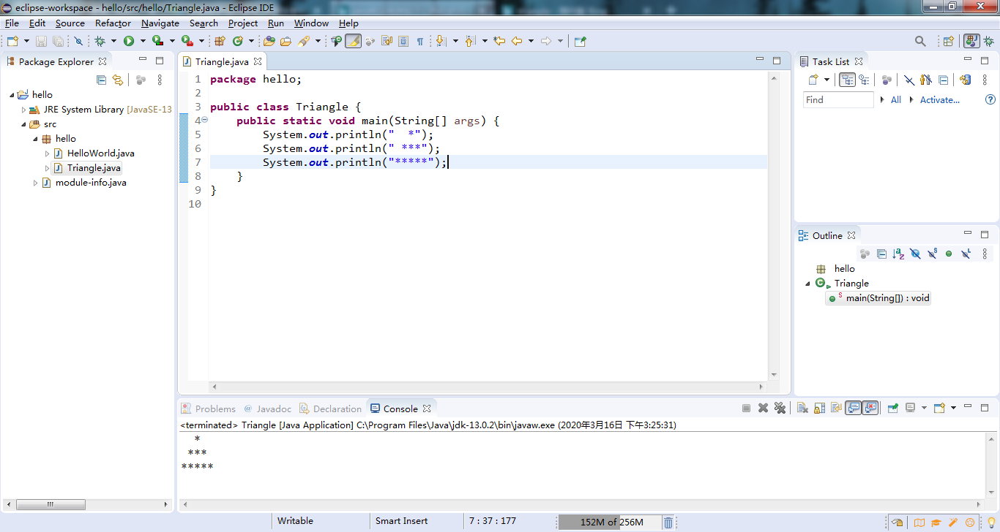 eclipse-workspace - hello/src/hello/Triangle.java - Eclipse IDE
File Edit Source Refactor Navigate Search Project Run Window Help
Package Explorer
hello
JRE System Library [JavaSE-13
src
hello
HelloWorld.java
Triangle.java
module-info.java
Triangle.java
1 package hello;
2
3 public class Triangle {
4     public static void main(String[] args) {
5         System.out.println("  *");
6         System.out.println(" ***");
7         System.out.println("*****");
8     }
9 }
10
Task List
Find All Activate...
Outline
hello
Triangle
main(String[]) : void
Problems @ Javadoc Declaration Console
<terminated> Triangle [Java Application] C:\Program Files\Java\jdk-13.0.2\bin\javaw.exe (2020年3月16日 下午3:25:31)
  *
 ***
*****
Writable Smart Insert 7 : 37 : 177 152M of 256M